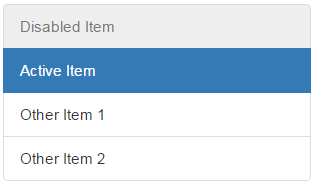 Disabled Item
Active Item
Other Item 1
Other Item 2